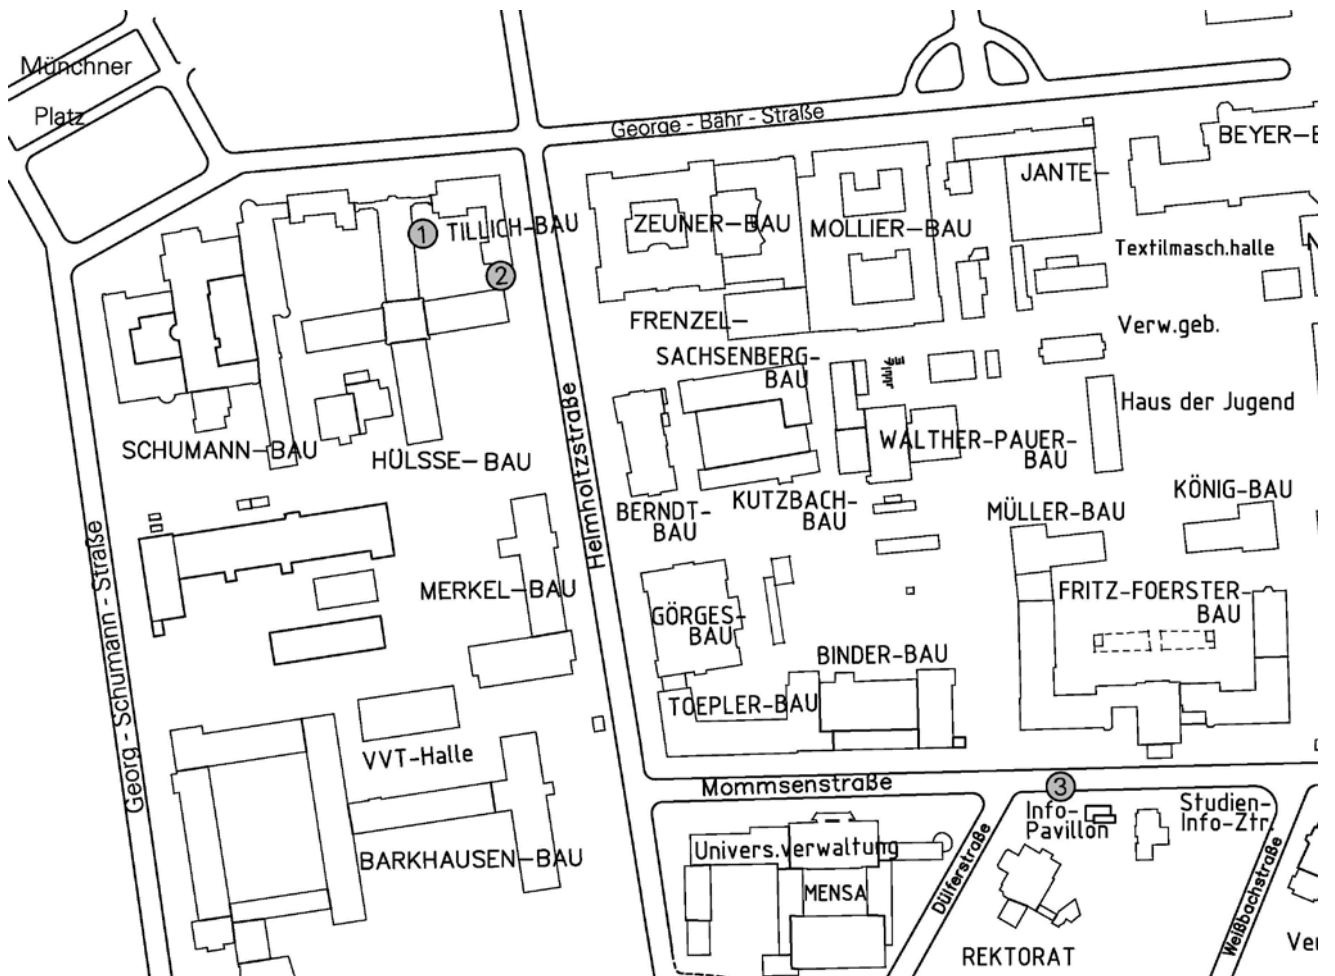 Münchner
Platz
George - Bähr - Straße
BEYER-B
JANTE-
1
TILLICH-BAU
ZEUNER-BAU
MOLLIER-BAU
Textilmasch.halle
2
FRENZEL-
Verw.geb.
SACHSENBERG-
BAU
Haus der Jugend
SCHUMANN-BAU
HÜLSSE-BAU
Helmholtzstraße
WALTHER-PAUER-
BAU
KUTZBACH-
BAU
BERNDT-
BAU
MÜLLER-BAU
KÖNIG-BAU
Georg - Schumann - Straße
MERKEL-BAU
GÖRGES-
BAU
FRITZ-FOERSTER-
BAU
BINDER-BAU
TOEPLER-BAU
VVT-Halle
Mommsenstraße
3
Info-
Pavillon
Studien-
Info-Ztr.
BARKHAUSEN-BAU
Univers.verwaltung
MENSA
Dülferstraße
Weißbachstraße
REKTORAT